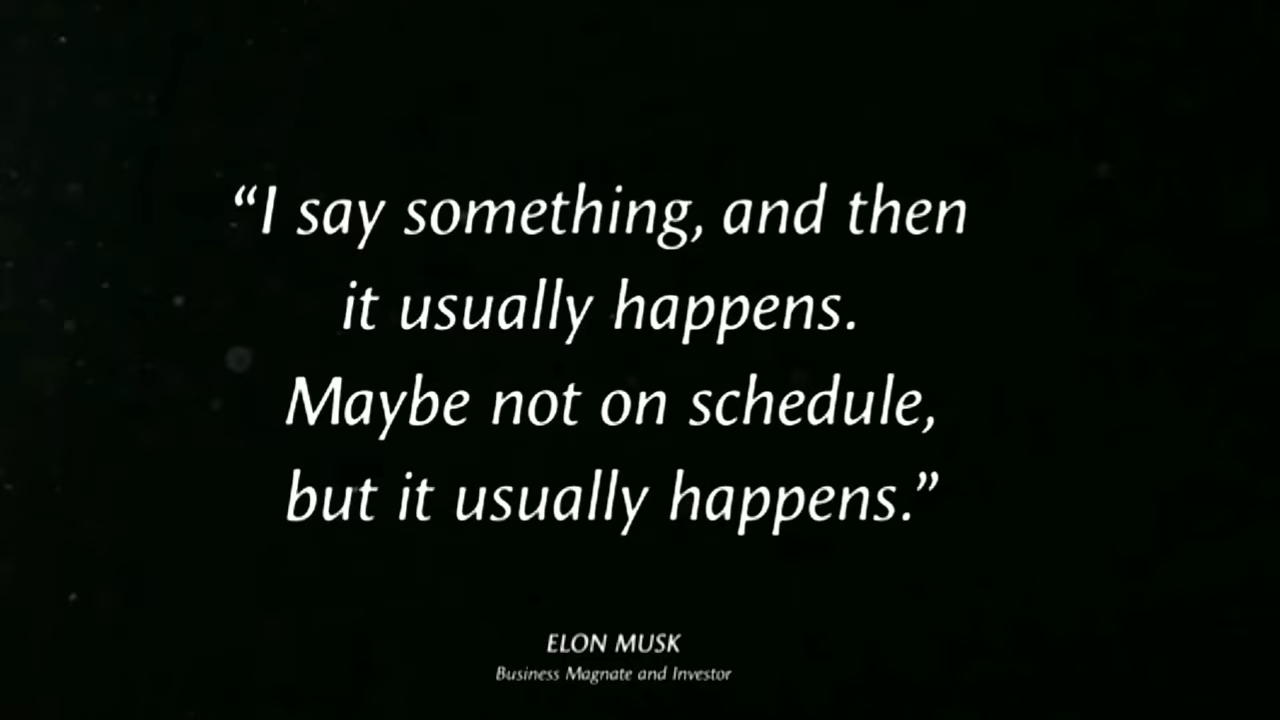 “I say something, and then
it usually happens.
Maybe not on schedule,
but it usually happens.”
ELON MUSK
Business Magnate and Investor